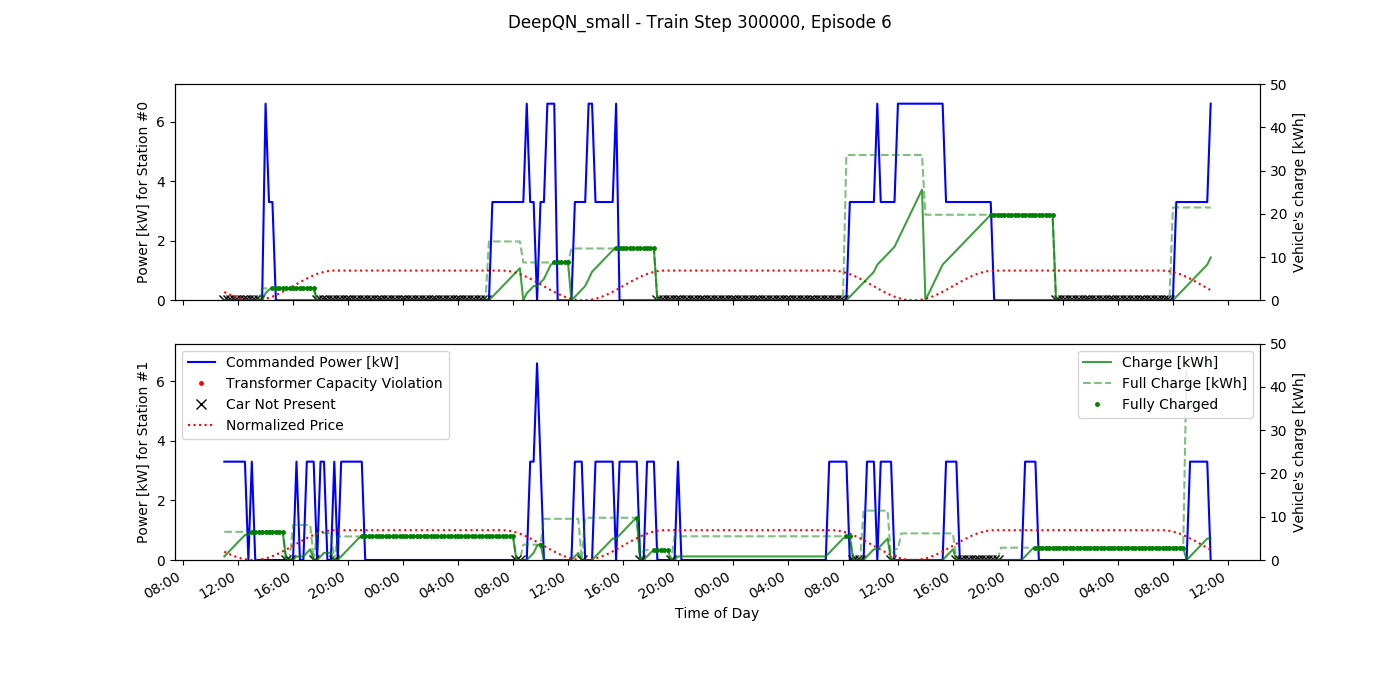 DeepQN_small - Train Step 300000, Episode 6
Power [kW] for Station #0
6
4
2
0
50
40
30
20
10
0
Vehicle's charge [kWh]
Power [kW] for Station #1
6
4
2
0
Commanded Power [kW]
Transformer Capacity Violation
Car Not Present
Normalized Price
Charge [kWh]
Full Charge [kWh]
Fully Charged
50
40
30
20
10
0
Vehicle's charge [kWh]
08:00 12:00 16:00 20:00 00:00 04:00 08:00 12:00 16:00 20:00 00:00 04:00 08:00 12:00 16:00 20:00 00:00 04:00 08:00 12:00
Time of Day